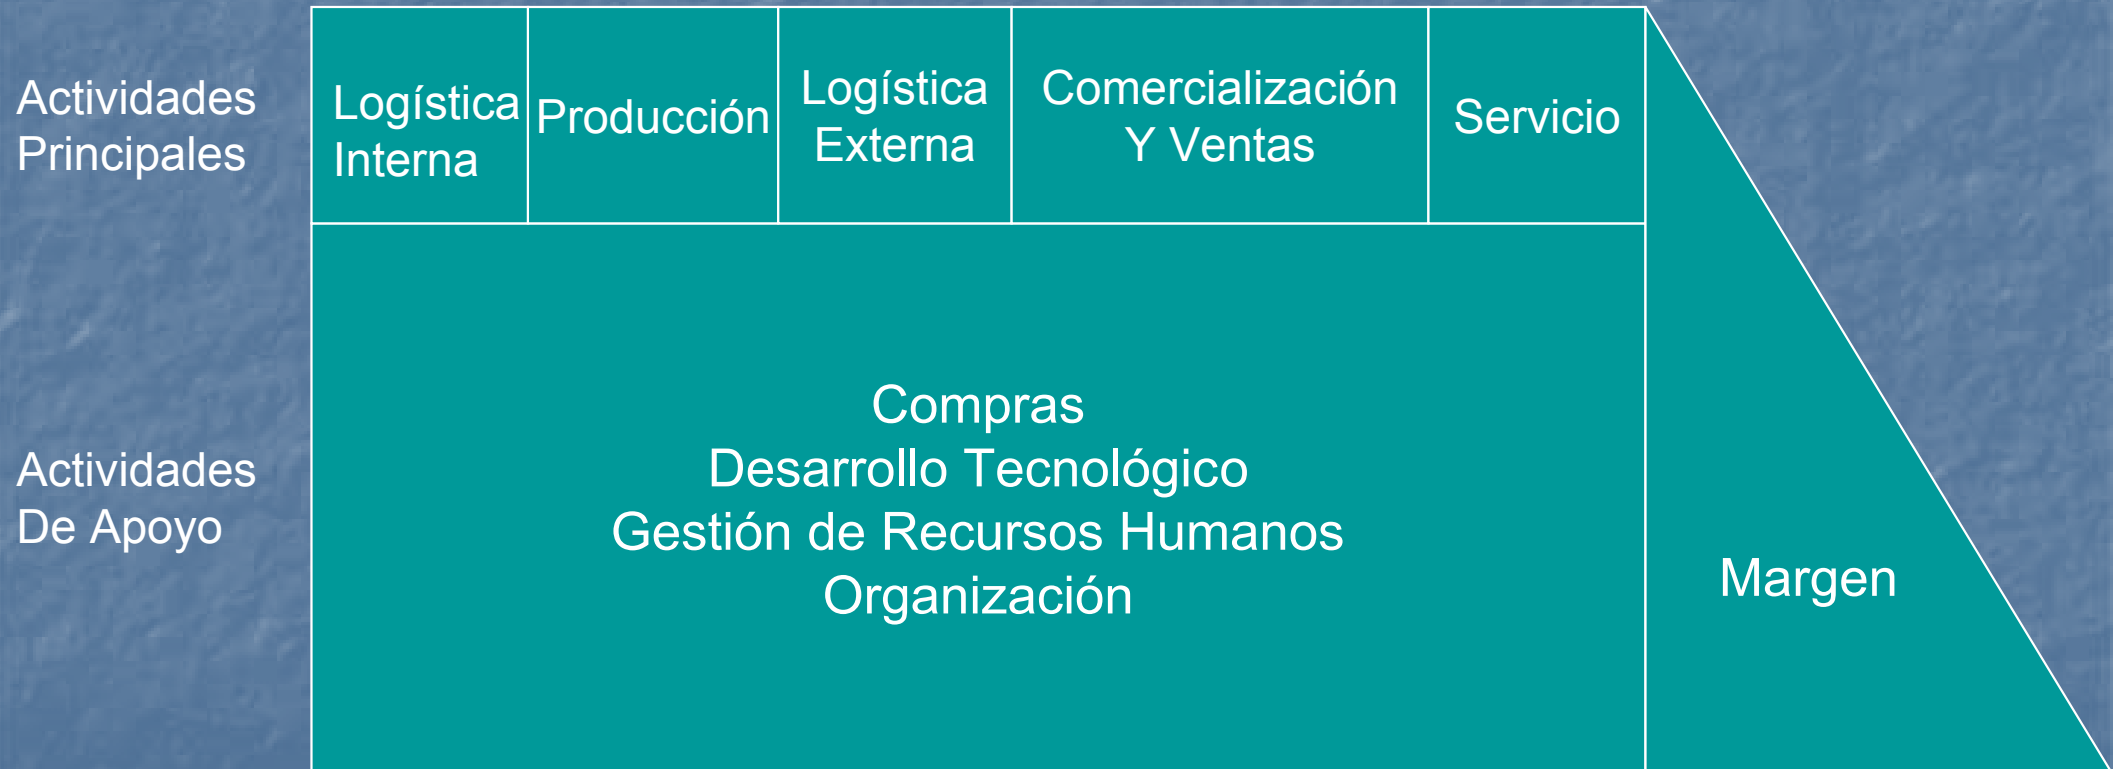 Actividades
Principales
Logística
Interna
Producción
Logística
Externa
Comercialización
Y Ventas
Servicio
Actividades
De Apoyo
Compras
Desarrollo Tecnológico
Gestión de Recursos Humanos
Organización
Margen